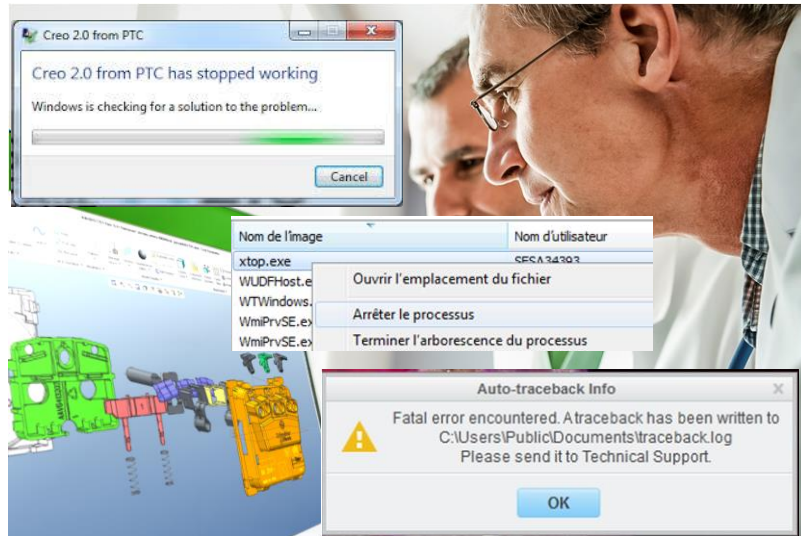 Creo 2.0 from PTC
Creo 2.0 from PTC has stopped working
Windows is checking for a solution to the problem...
Cancel
Nom de l'image
Nom d'utilisateur
xtop.exe
SESA34393
WUDFHost.e
Ouvrir l'emplacement du fichier
WTWindows.
Arrêter le processus
WmiPrvSE.ex
WmiPrvSE.ex
Terminer l'arborescence du processus
Auto-traceback Info
Fatal error encountered. A traceback has been written to
C:\Users\Public\Documents\traceback.log
Please send it to Technical Support.
OK